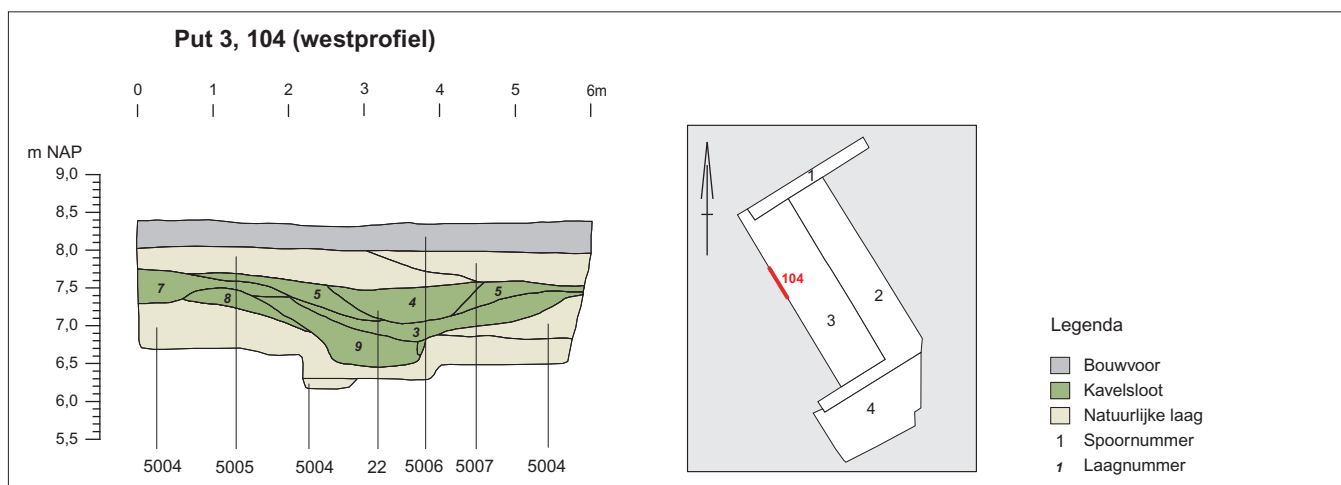 Put 3, 104 (westprofiel)
0 1 2 3 4 5 6m
m NAP
9,0
8,5
8,0
7,5
7,0
6,5
6,0
5,5
7
8
5
9
4
3
5
5004 5005 5004 22 5006 5007 5004
1
104
2
3
4
Legenda
Bouwvoor
Kavelsloot
Natuurlijke laag
1 Spoornummer
1 Laagnummer